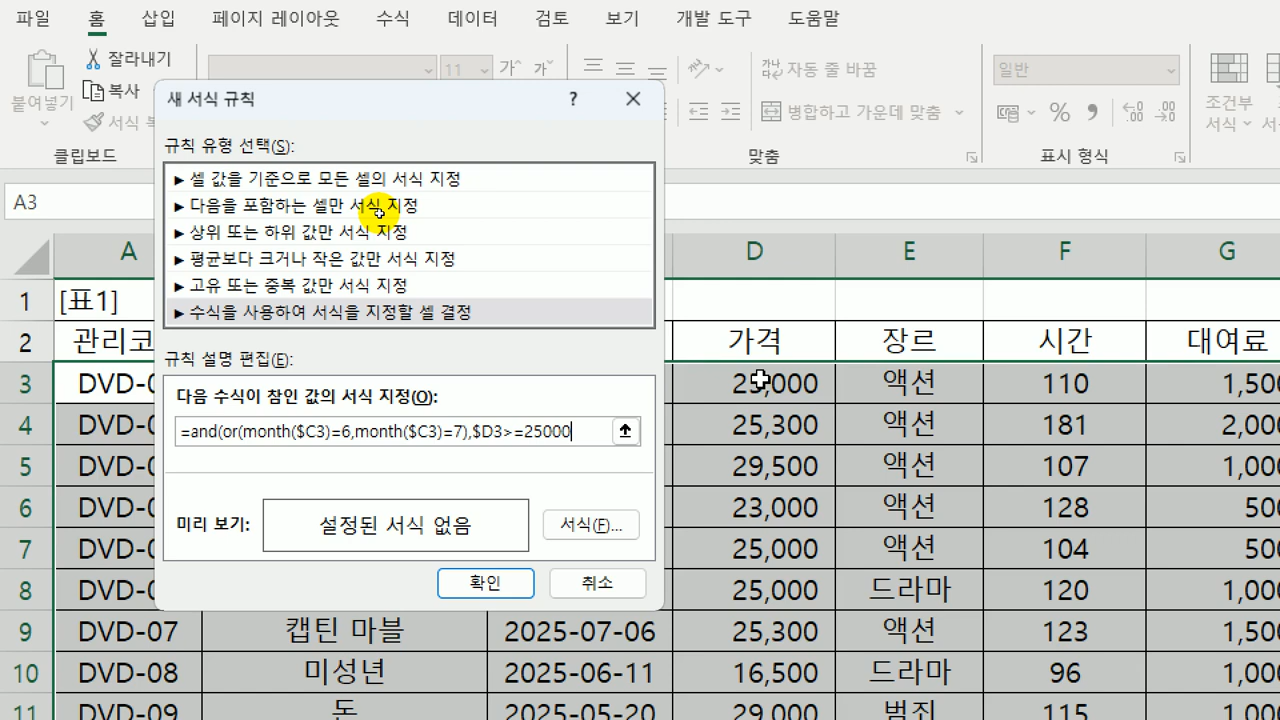 파일 홈 삽입 페이지 레이아웃 수식 데이터 검토 보기 개발 도구 도움말
붙여넣기
잘라내기
복사
서식
11
가 가
자동 줄 바꿈
병합하고 가운데 맞춤
일반
조건부
서식
클립보드 맞춤 표시 형식
새 서식 규칙 ?
규칙 유형 선택(S):
► 셀 값을 기준으로 모든 셀의 서식 지정
► 다음을 포함하는 셀만 서식 지정
► 상위 또는 하위 값만 서식 지정
► 평균보다 크거나 작은 값만 서식 지정
► 고유 또는 중복 값만 서식 지정
► 수식을 사용하여 서식을 지정할 셀 결정
규칙 설명 편집(E):
다음 수식이 참인 값의 서식 지정(O):
=and(or(month($C3)=6,month($C3)=7),$D3>=25000
미리 보기: 설정된 서식 없음 서식(F)...
확인 취소
A3
A D E F G
1 [표1]
2 관리코 가격 장르 시간 대여료
3 DVD-0 액션 110 1,500
4 DVD-0 25,300 액션 181 2,000
5 DVD-0 29,500 액션 107 1,000
6 DVD-0 23,000 액션 128 500
7 DVD-0 25,000 액션 104 500
8 DVD-0 25,000 드라마 120 1,000
9 DVD-07 캡틴 마블 2025-07-06 25,300 액션 123 1,500
10 DVD-08 미성년 2025-06-11 16,500 드라마 96 1,000
11 DVD-09 돈 2025-05-20 29,000 범죄 115 1,000